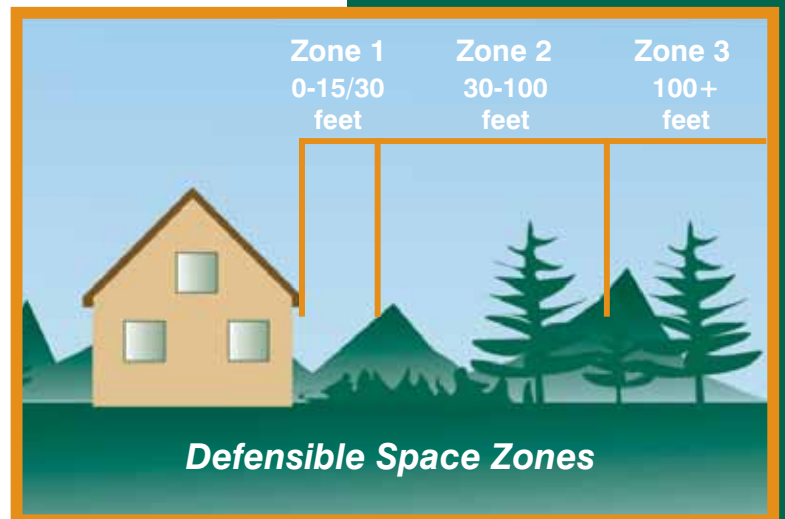 Zone 1
0-15/30
feet
Zone 2
30-100
feet
Zone 3
100+
feet
Defensible Space Zones